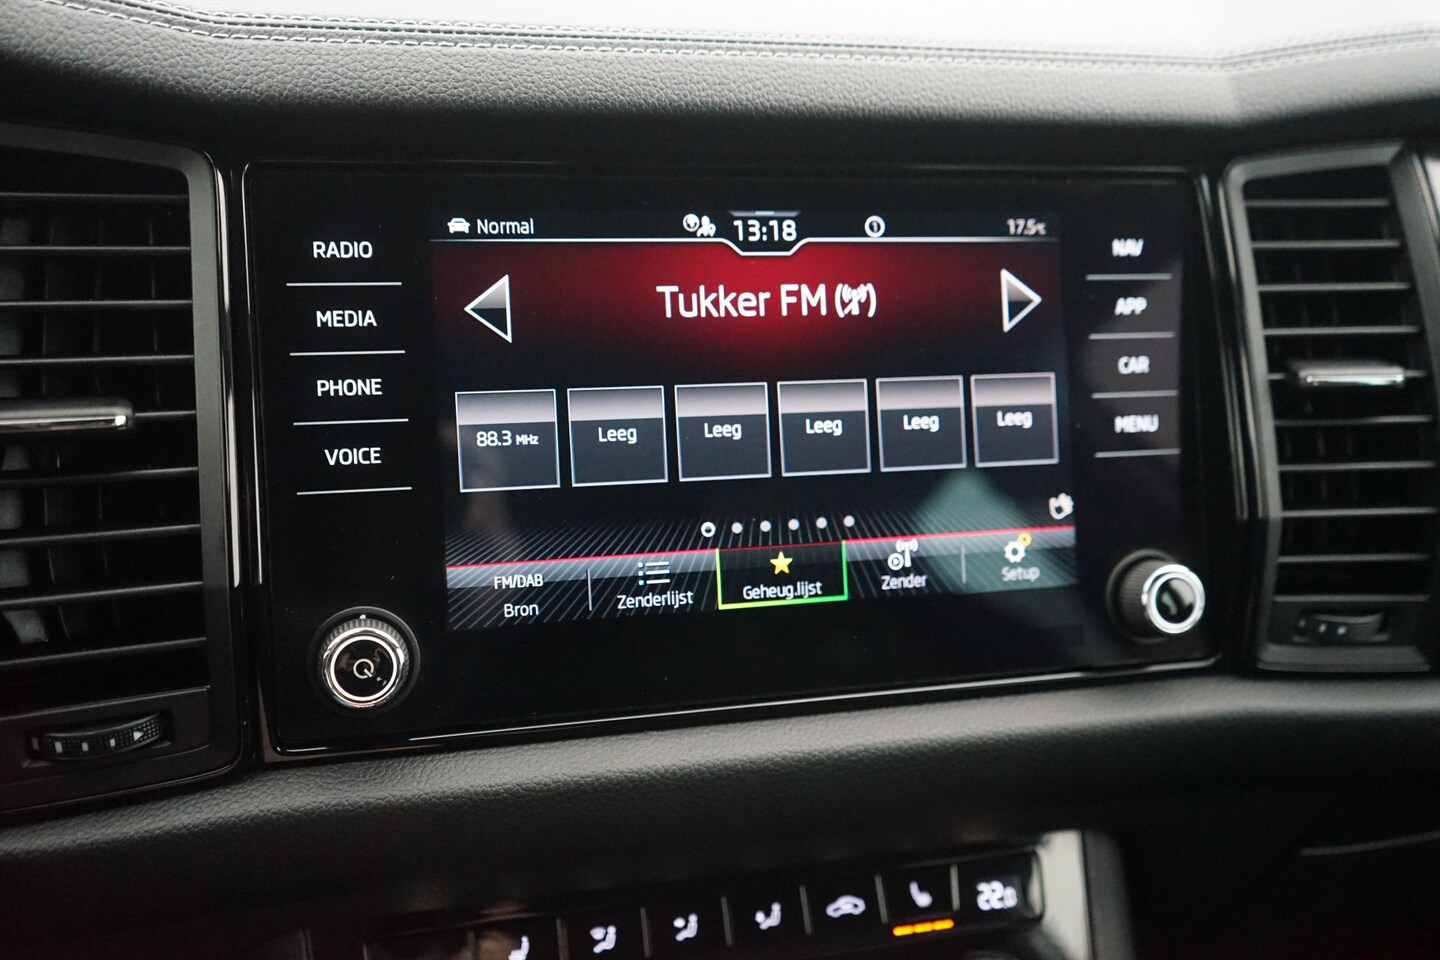 Normal
13:18
1
17.5°C
RADIO
MEDIA
PHONE
VOICE
NAV
APP
CAR
MENU
Tukker FM
88.3 MHz
Leeg
Leeg
Leeg
Leeg
Leeg
FM/DAB
Bron
Zenderlijst
Geheug.lijst
Zender
Setup
22.0